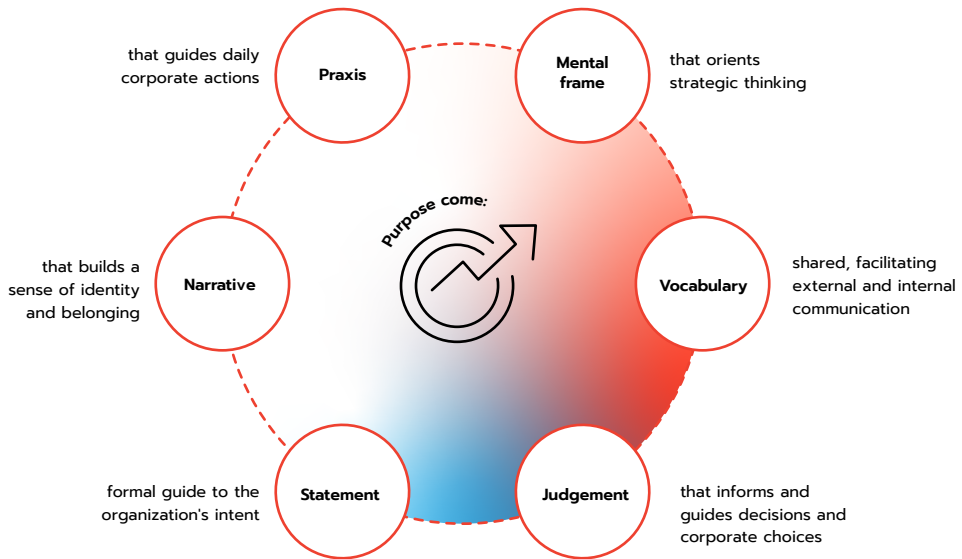 that guides daily
corporate actions
Praxis
Mental
frame
that orients
strategic thinking
Purpose come:
that builds a
sense of identity
and belonging
Narrative
Vocabulary
shared, facilitating
external and internal
communication
formal guide to the
organization's intent
Statement
Judgement
that informs and
guides decisions and
corporate choices